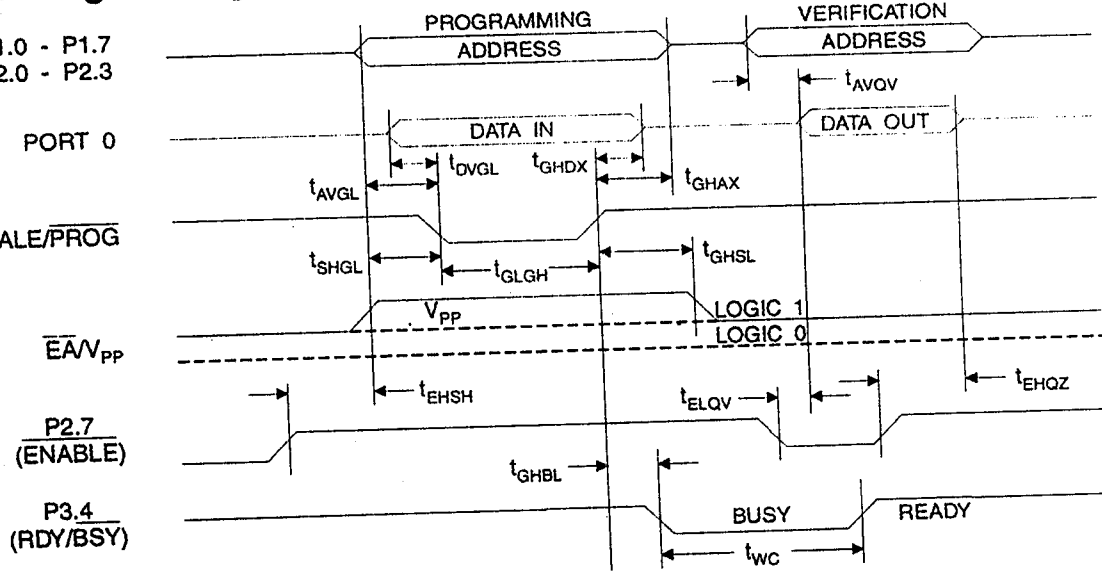 PROGRAMMING
VERIFICATION
1.0 - P1.7
2.0 - P2.3
ADDRESS
ADDRESS
tAVQV
PORT 0
DATA IN
DATA OUT
tDVGL
tGHDX
tAVGL
tGHAX
ALE/PROG
tSHGL
tGLGH
tGHSL
VPP
LOGIC 1
LOGIC 0
EA/VPP
tEHSH
tELQV
tEHQZ
P2.7
(ENABLE)
tGHBL
P3.4
(RDY/BSY)
BUSY
READY
tWC